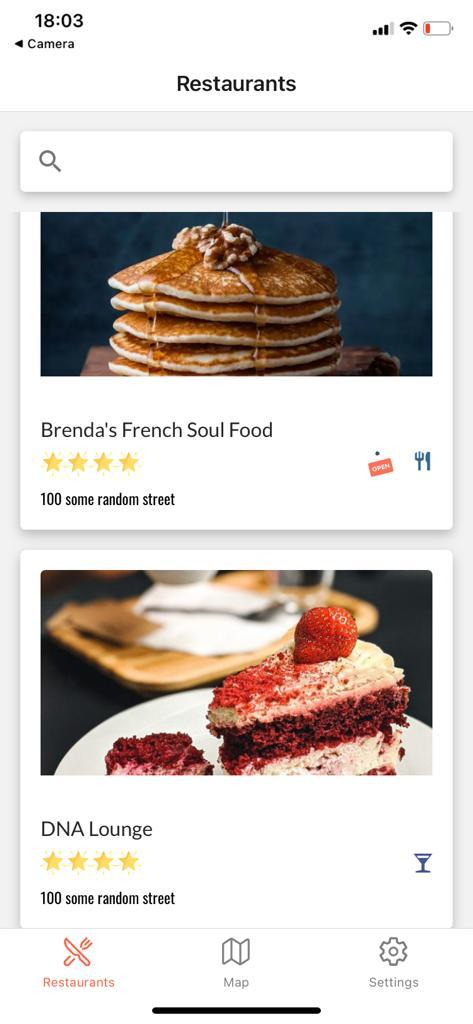 18:03
Camera
Restaurants
Brenda's French Soul Food
OPEN
100 some random street
DNA Lounge
100 some random street
Restaurants
Map
Settings